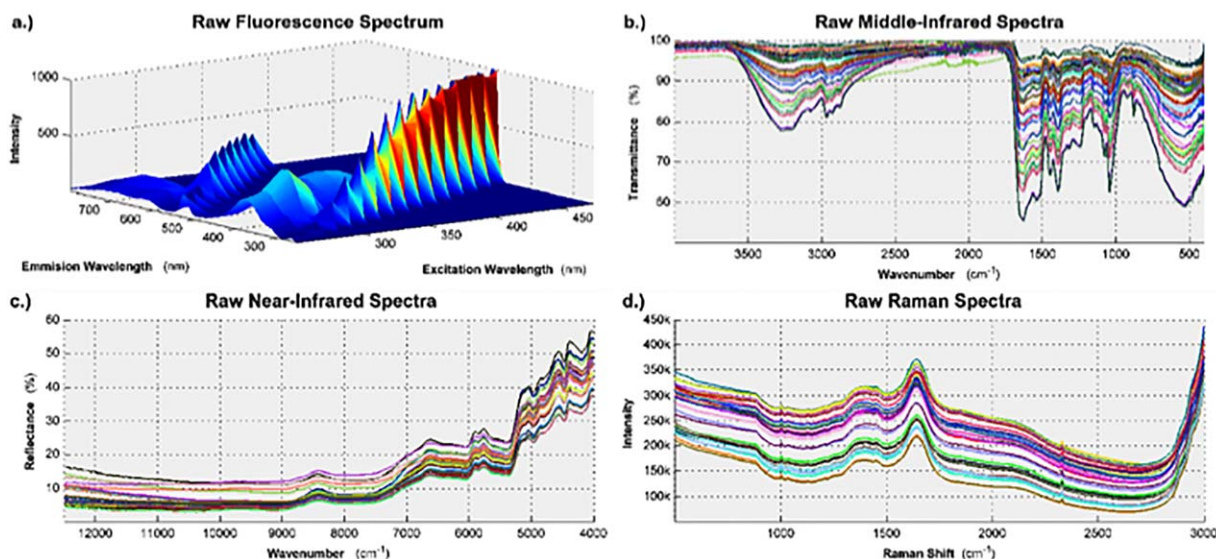 a.) Raw Fluorescence Spectrum
1000
500
Intensity
700 600 500 400 300
300 350 400 450
Emmision Wavelength (nm)
Excitation Wavelength (nm)
b.) Raw Middle-Infrared Spectra
100
90
80
70
60
Transmittance (%)
3500 3000 2500 2000 1500 1000 500
Wavenumber (cm⁻¹)
c.) Raw Near-Infrared Spectra
60
50
40
30
20
10
Reflectance (%)
12000 11000 10000 9000 8000 7000 6000 5000 4000
Wavenumber (cm⁻¹)
d.) Raw Raman Spectra
450k
400k
350k
300k
250k
200k
150k
100k
Intensity
1000 1500 2000 2500 3000
Raman Shift (cm⁻¹)